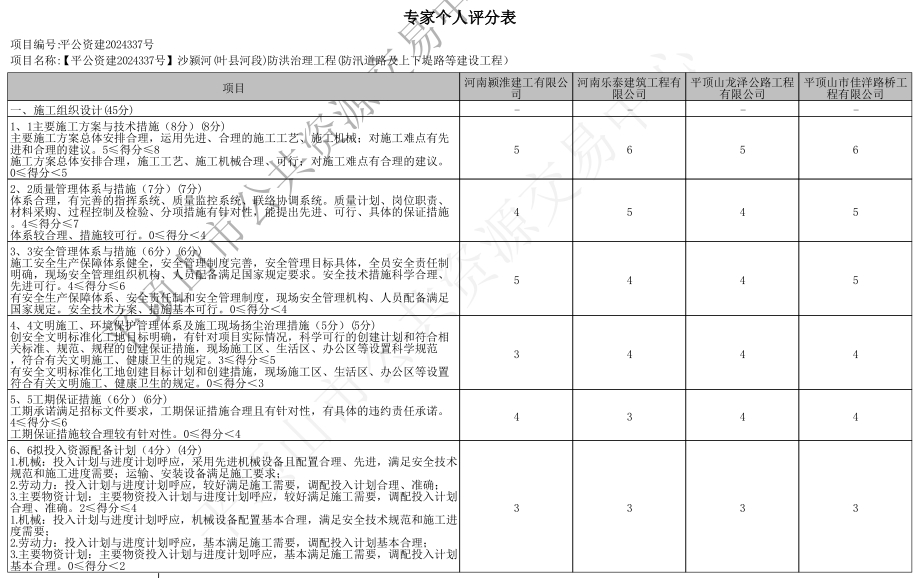 专家个人评分表
项目编号:平公资建2024337号
项目名称:【平公资建2024337号】沙颍河(叶县河段)防洪治理工程(防汛道路及上下堤路等建设工程)
项目
河南颍淮建工有限公
司
河南乐泰建筑工程有
限公司
平顶山龙泽公路工程
有限公司
平顶山市佳洋路桥工
程有限公司
一、施工组织设计(45分) - - - -
1、1主要施工方案与技术措施（8分）(8分)
主要施工方案总体安排合理，运用先进、合理的施工工艺、施工机械；对施工难点有先
进和合理的建议。5≤得分≤8
施工方案总体安排合理，施工工艺、施工机械合理、可行；对施工难点有合理的建议。
0≤得分<5
5 6 5 6
2、2质量管理体系与措施（7分）(7分)
体系合理，有完善的指挥系统、质量监控系统、联络协调系统。质量计划、岗位职责、
材料采购、过程控制及检验、分项措施有针对性，能提出先进、可行、具体的保证措施
。4≤得分≤7
体系较合理、措施较可行。0≤得分<4
4 5 4 5
3、3安全管理体系与措施（6分）(6分)
施工安全生产保障体系健全，安全管理制度完善，安全管理目标具体，全员安全责任制
明确，现场安全管理组织机构、人员配备满足国家规定要求。安全技术措施科学合理、
先进可行。4≤得分≤6
有安全生产保障体系、安全责任制和安全管理制度，现场安全管理机构、人员配备满足
国家规定。安全技术方案、措施基本可行。0≤得分<4
5 4 4 5
4、4文明施工、环境保护管理体系及施工现场扬尘治理措施（5分）(5分)
创安全文明标准化工地目标明确，有针对项目实际情况，科学可行的创建计划和符合相
关标准、规范、规程的创建保证措施，现场施工区、生活区、办公区等设置科学规范
，符合有关文明施工、健康卫生的规定。3≤得分≤5
有安全文明标准化工地创建目标计划和创建措施，现场施工区、生活区、办公区等设置
符合有关文明施工、健康卫生的规定。0≤得分<3
3 4 4 4
5、5工期保证措施（6分）(6分)
工期承诺满足招标文件要求，工期保证措施合理且有针对性，有具体的违约责任承诺。
4≤得分≤6
工期保证措施较合理较有针对性。0≤得分<4
4 3 4 4
6、6拟投入资源配备计划（4分）(4分)
1.机械：投入计划与进度计划呼应，采用先进机械设备且配置合理、先进，满足安全技术
规范和施工进度需要；运输、安装设备满足施工要求；
2.劳动力：投入计划与进度计划呼应，较好满足施工需要，调配投入计划合理、准确；
3.主要物资计划：主要物资投入计划与进度计划呼应，较好满足施工需要，调配投入计划
合理、准确。2≤得分≤4
1.机械：投入计划与进度计划呼应，机械设备配置基本合理，满足安全技术规范和施工进
度需要；
2.劳动力：投入计划与进度计划呼应，基本满足施工需要，调配投入计划基本合理；
3.主要物资计划：主要物资投入计划与进度计划呼应，基本满足施工需要，调配投入计划
基本合理。0≤得分<2
3 3 3 3
平顶山市公共资源交易中心
平顶山市公共资源交易中心